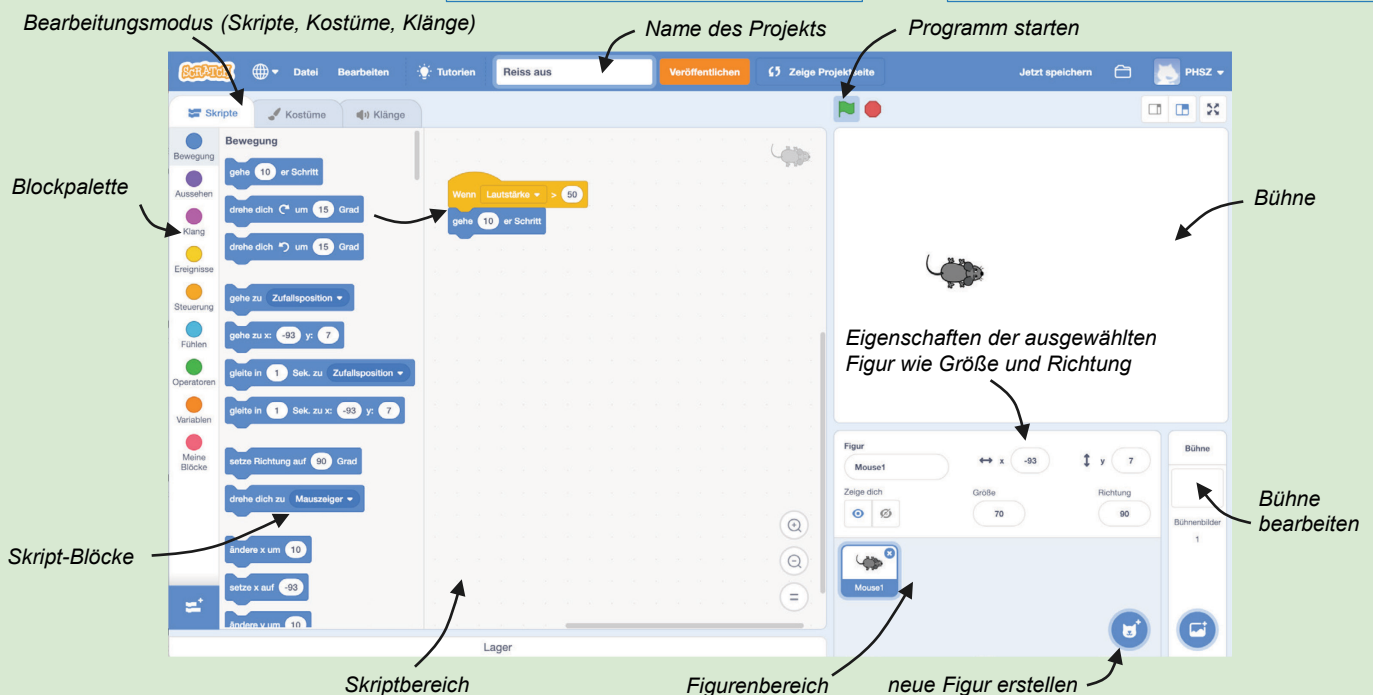 Bearbeitungsmodus (Skripte, Kostüme, Klänge)
Name des Projekts
Programm starten
SCRATCH
Datei
Bearbeiten
Tutorien
Reiss aus
Veröffentlichen
Zeige Projektseite
Jetzt speichern
PHSZ
Skripte
Kostüme
Klänge
Blockpalette
Bewegung
Aussehen
Klang
Ereignisse
Steuerung
Fühlen
Operatoren
Variablen
Meine
Blöcke
Bewegung
gehe 10 er Schritt
drehe dich um 15 Grad
drehe dich um 15 Grad
gehe zu Zufallsposition
gehe zu x: -93 y: 7
gleite in 1 Sek. zu Zufallsposition
gleite in 1 Sek. zu x: -93 y: 7
setze Richtung auf 90 Grad
drehe dich zu Mauszeiger
ändere x um 10
setze x auf -93
ändere y um 10
Skript-Blöcke
Wenn Lautstärke > 50
gehe 10 er Schritt
Lager
Skriptbereich
Bühne
Eigenschaften der ausgewählten
Figur wie Größe und Richtung
Figur
Mouse1
x -93
y 7
Zeige dich
Größe
70
Richtung
90
Mouse1
Bühne
Bühnenbilder
1
Bühne
bearbeiten
Figurenbereich
neue Figur erstellen